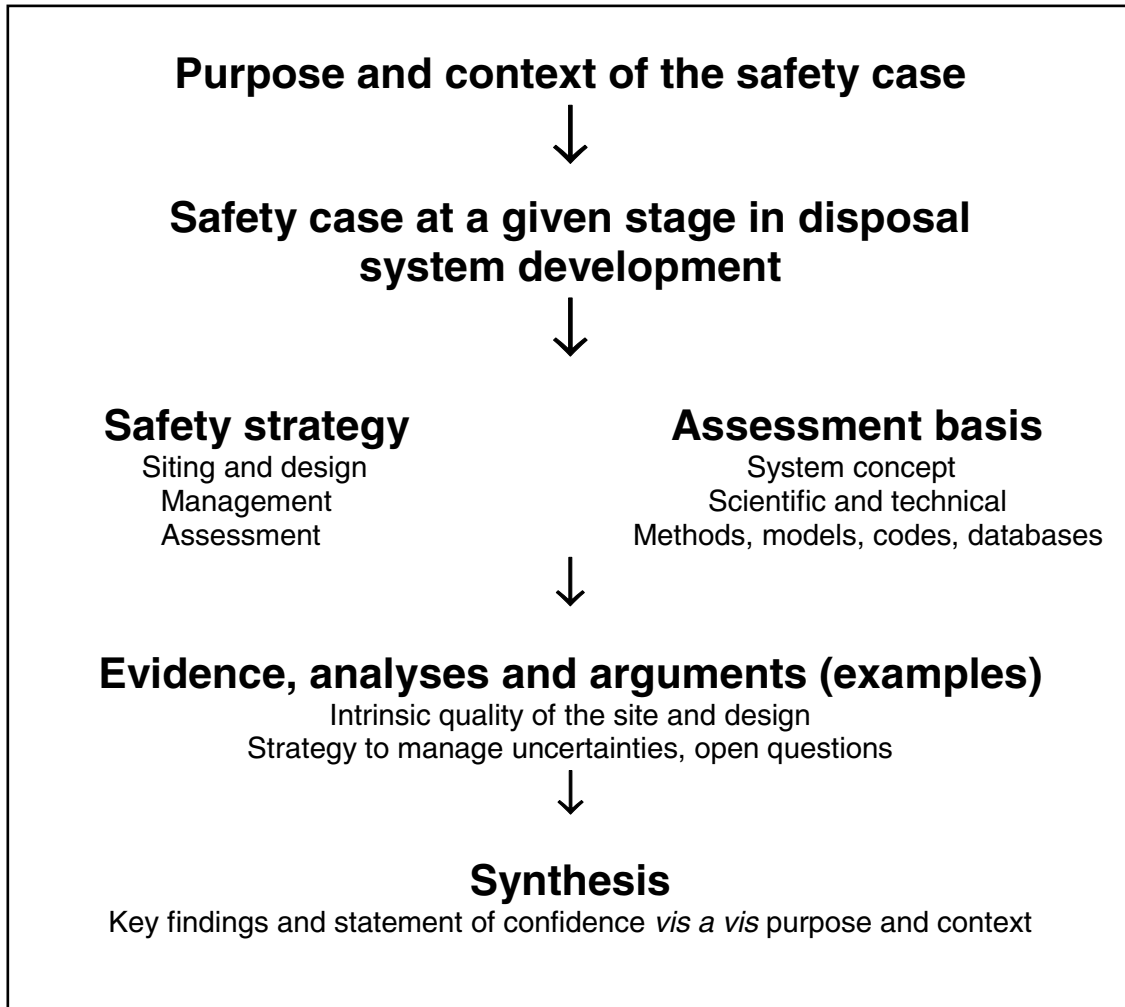 Purpose and context of the safety case
Safety case at a given stage in disposal
system development
Safety strategy
Siting and design
Management
Assessment
Assessment basis
System concept
Scientific and technical
Methods, models, codes, databases
Evidence, analyses and arguments (examples)
Intrinsic quality of the site and design
Strategy to manage uncertainties, open questions
Synthesis
Key findings and statement of confidence vis a vis purpose and context